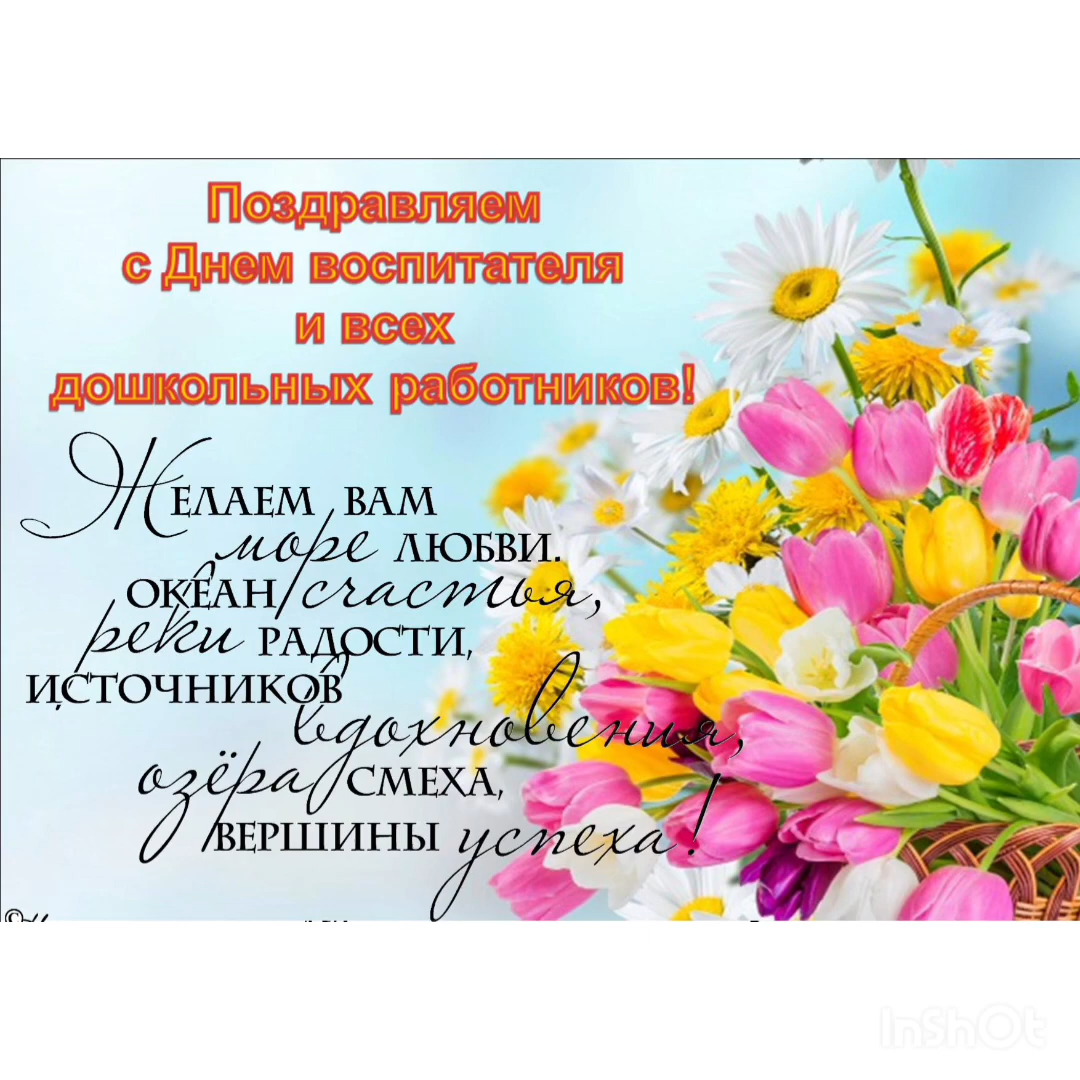 Поздравляем
с Днем воспитателя
и всех
дошкольных работников!
Желаем вам
море любви.
океан счастья,
реки радости,
источников
вдохновения,
озёра смеха,
вершины успеха!
InShOt